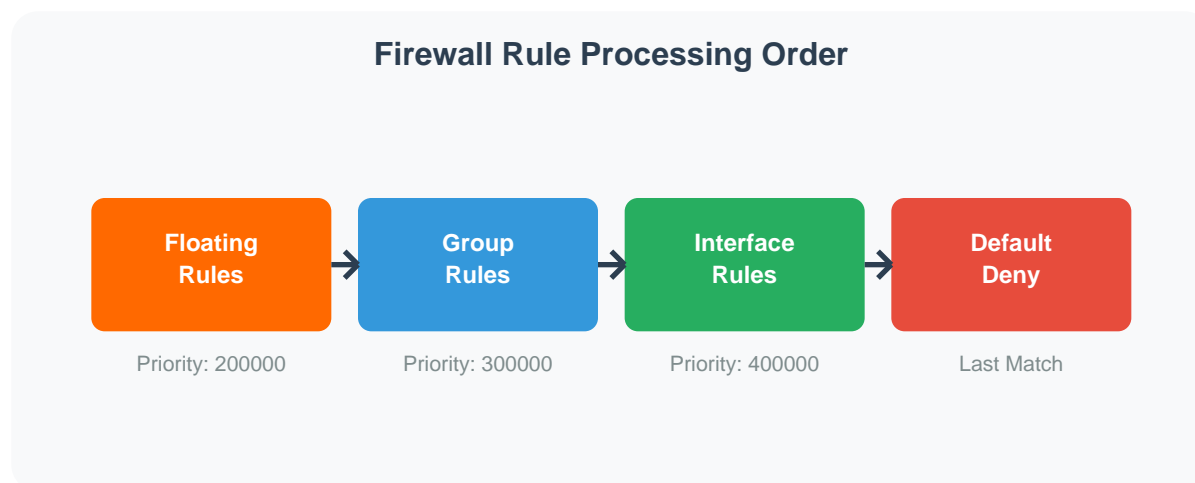 Firewall Rule Processing Order
Floating
Rules
Group
Rules
Interface
Rules
Default
Deny
Priority: 200000
Priority: 300000
Priority: 400000
Last Match